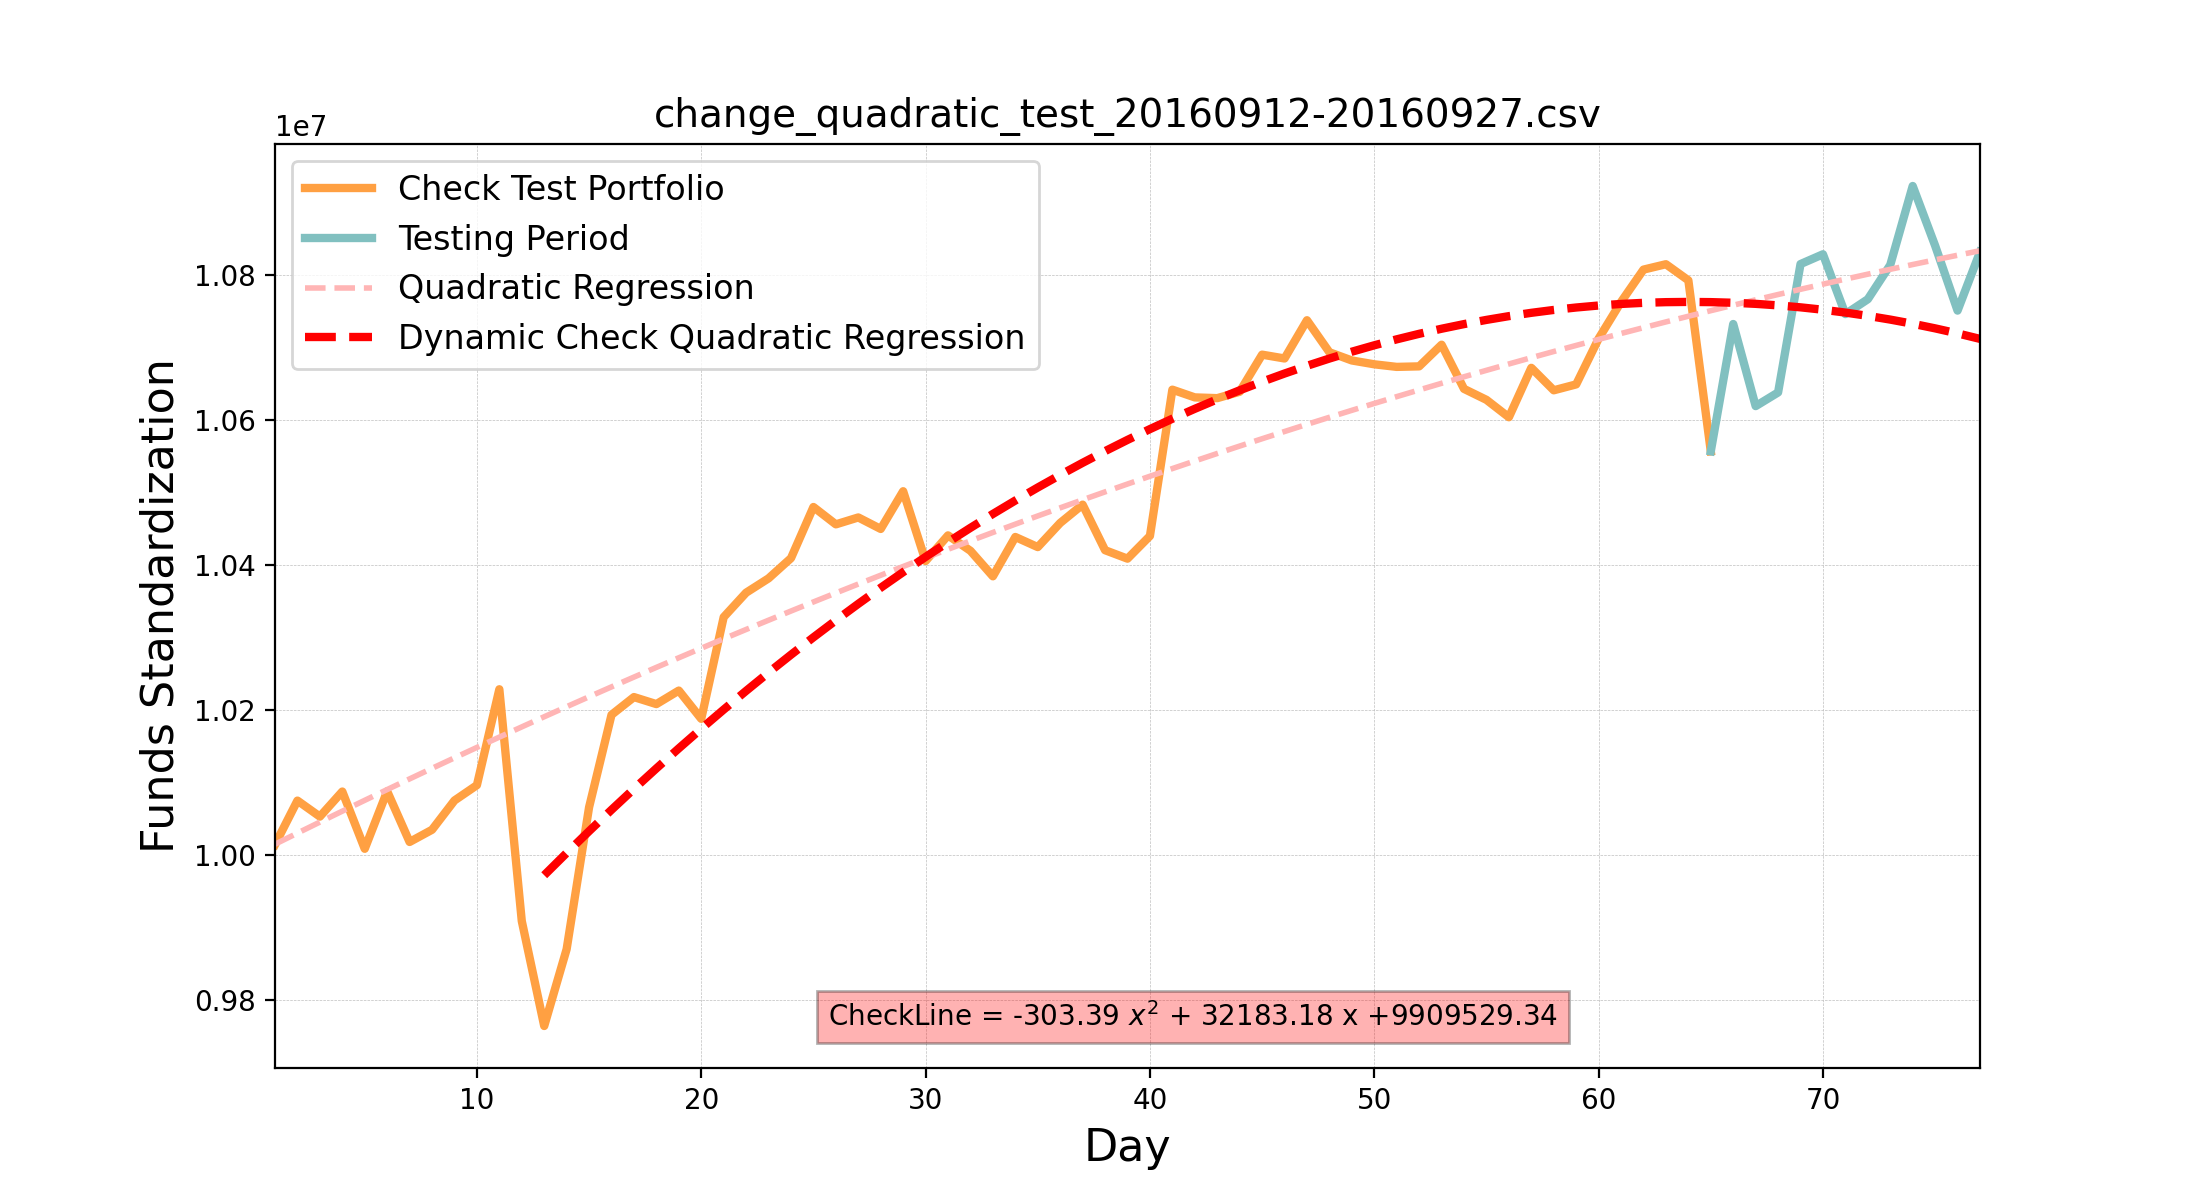 change_quadratic_test_20160912-20160927.csv
1e7
Check Test Portfolio
Testing Period
Quadratic Regression
Dynamic Check Quadratic Regression
1.08
1.06
1.04
1.02
1.00
0.98
Funds Standardization
CheckLine = -303.39 x² + 32183.18 x +9909529.34
10 20 30 40 50 60 70
Day